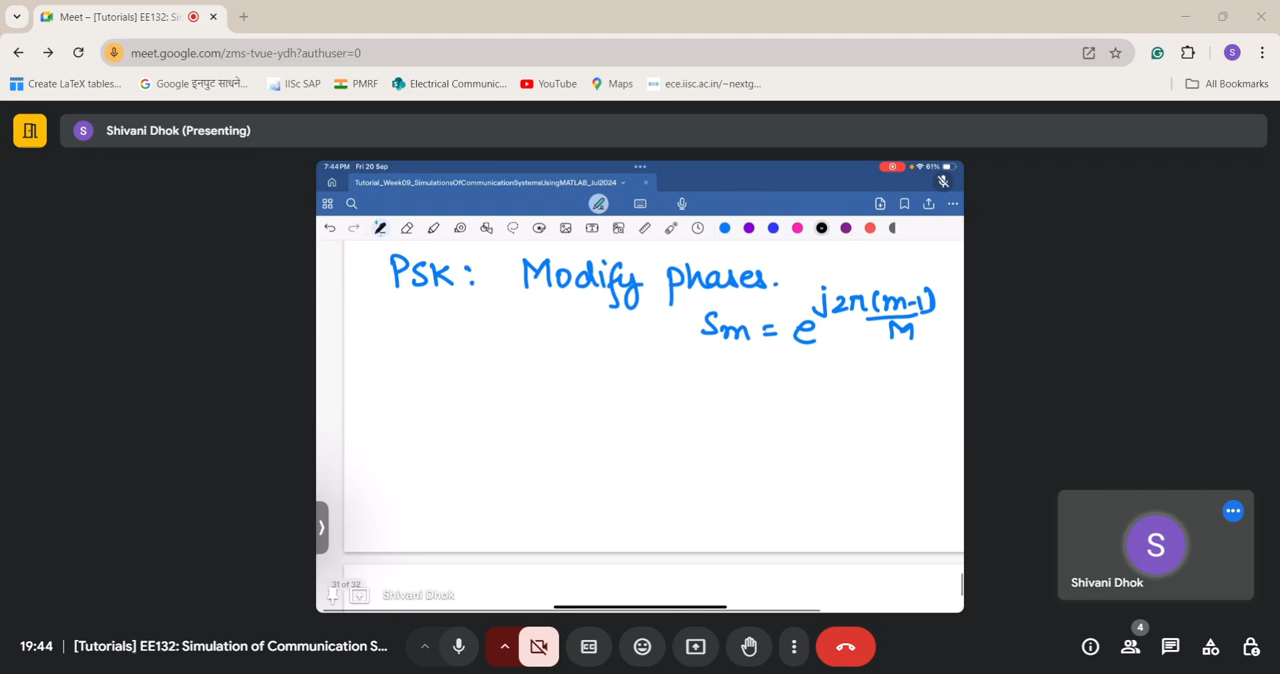 Meet – [Tutorials] EE132: Si
meet.google.com/zms-tvue-ydh?authuser=0
S
Create LaTeX tables...
Google इनपुट साधने...
IISc SAP
PMRF
Electrical Communic...
YouTube
Maps
ece.iisc.ac.in/~nextg...
All Bookmarks
S Shivani Dhok (Presenting)
7:44 PM Fri 20 Sep
61%
Tutorial_Week09_SimulationsOfCommunicationSystemsUsingMATLAB_Jul2024
PSK: Modify phases.
Sm = e^(j2π(m-1)/M)
31 of 32
Shivani Dhok
S
Shivani Dhok
19:44 | [Tutorials] EE132: Simulation of Communication S...
4